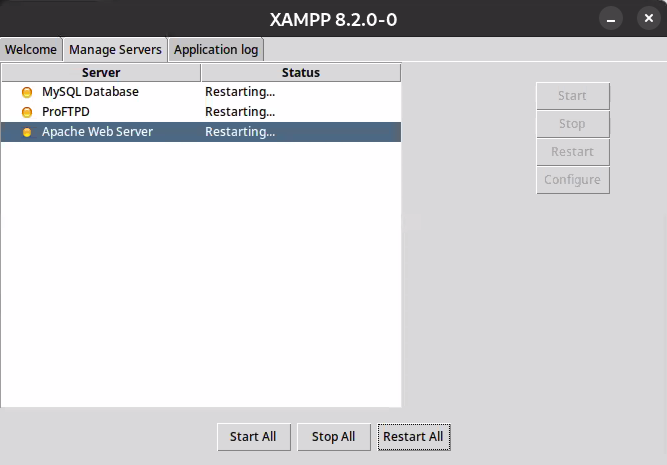 XAMPP 8.2.0-0
Welcome Manage Servers Application log
Server Status
MySQL Database Restarting...
ProFTPD Restarting...
Apache Web Server Restarting...
Start
Stop
Restart
Configure
Start All Stop All Restart All